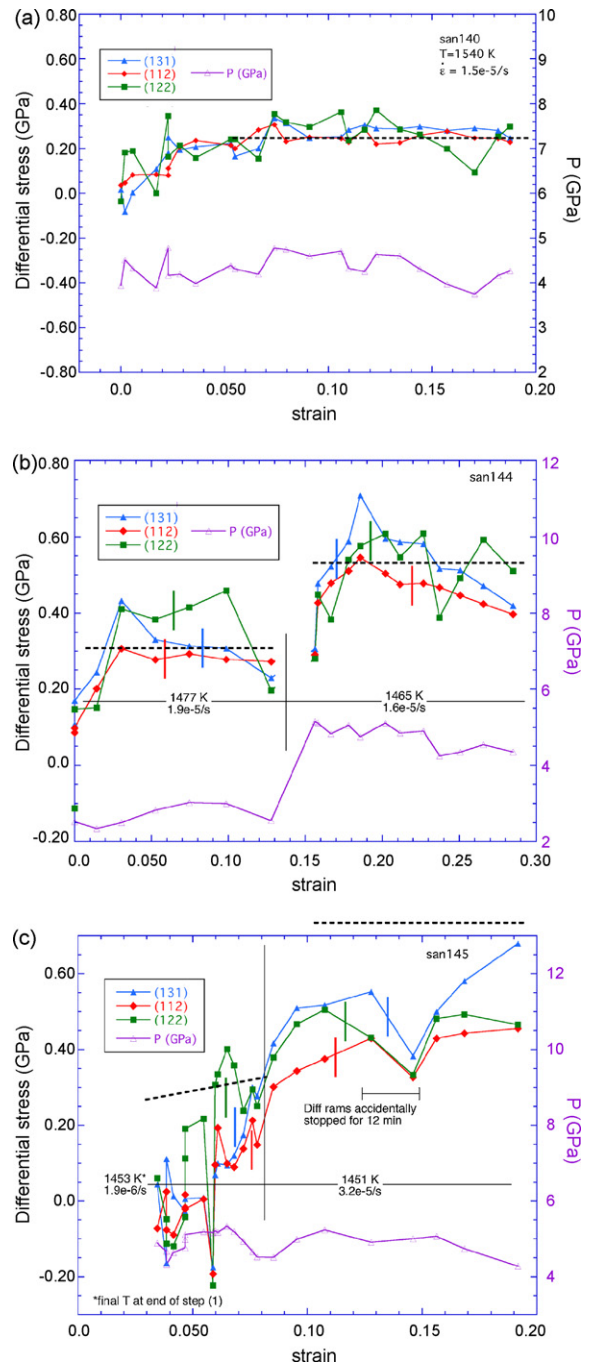 (a)
san140
T=1540 K
ε̇ = 1.5e-5/s
(131)
(112)
(122)
P (GPa)
0.80
0.60
0.40
0.20
0.0
-0.20
-0.40
-0.60
-0.80
Differential stress (GPa)
10
9
8
7
6
5
4
3
2
P (GPa)
0.0 0.050 0.10 0.15 0.20
strain
(b)
san144
(131)
(112)
(122)
P (GPa)
0.80
0.60
0.40
0.20
0.0
-0.20
Differential stress (GPa)
12
10
8
6
4
2
P (GPa)
1477 K
1.9e-5/s
1465 K
1.6e-5/s
0.0 0.050 0.10 0.15 0.20 0.25 0.30
strain
(c)
san145
(131)
(112)
(122)
P (GPa)
0.60
0.40
0.20
0.0
-0.20
Differential stress (GPa)
12
10
8
6
4
P (GPa)
Diff rams accidentally
stopped for 12 min
1453 K*
1.9e-6/s
1451 K
3.2e-5/s
*final T at end of step (1)
0.0 0.050 0.10 0.15 0.20
strain